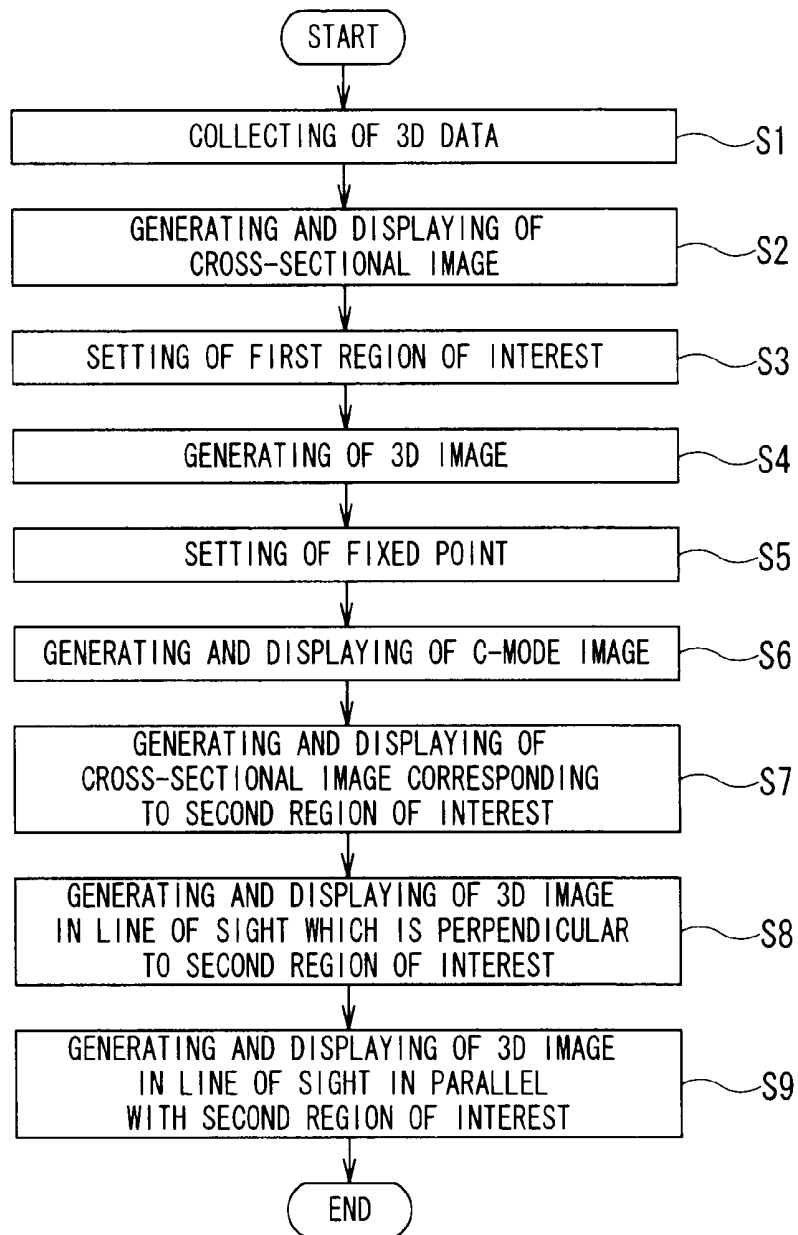 START
COLLECTING OF 3D DATA
S1
GENERATING AND DISPLAYING OF
CROSS-SECTIONAL IMAGE
S2
SETTING OF FIRST REGION OF INTEREST
S3
GENERATING OF 3D IMAGE
S4
SETTING OF FIXED POINT
S5
GENERATING AND DISPLAYING OF C-MODE IMAGE
S6
GENERATING AND DISPLAYING OF
CROSS-SECTIONAL IMAGE CORRESPONDING
TO SECOND REGION OF INTEREST
S7
GENERATING AND DISPLAYING OF 3D IMAGE
IN LINE OF SIGHT WHICH IS PERPENDICULAR
TO SECOND REGION OF INTEREST
S8
GENERATING AND DISPLAYING OF 3D IMAGE
IN LINE OF SIGHT IN PARALLEL
WITH SECOND REGION OF INTEREST
S9
END